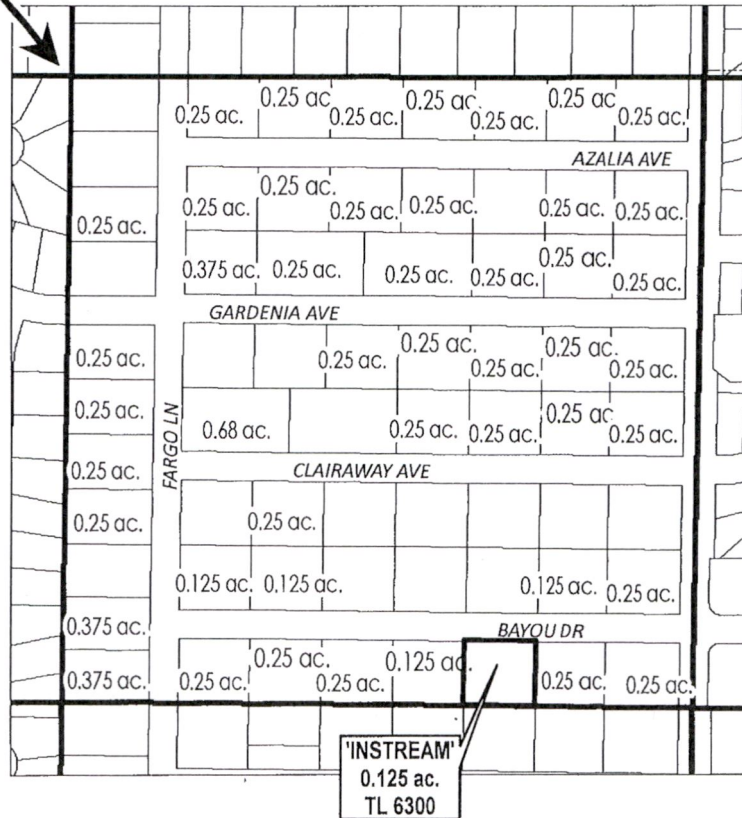 0.25 ac. 0.25 ac 0.25 ac. 0.25 ac. 0.25 ac. 0.25 ac 0.25 ac.
AZALIA AVE
0.25 ac. 0.25 ac. 0.25 ac. 0.25 ac. 0.25 ac. 0.25 ac.
0.25 ac.
0.375 ac. 0.25 ac. 0.25 ac. 0.25 ac. 0.25 ac. 0.25 ac.
GARDENIA AVE
0.25 ac.
0.25 ac. 0.25 ac. 0.25 ac. 0.25 ac. 0.25 ac.
0.25 ac.
0.68 ac. 0.25 ac. 0.25 ac. 0.25 ac 0.25 ac.
FARGO LN
CLAIRAWAY AVE
0.25 ac.
0.25 ac.
0.25 ac.
0.125 ac. 0.125 ac. 0.125 ac. 0.25 ac.
BAYOU DR
0.375 ac.
0.375 ac.
0.25 ac. 0.25 ac. 0.25 ac. 0.125 ac. 0.25 ac. 0.25 ac.
'INSTREAM'
0.125 ac.
TL 6300